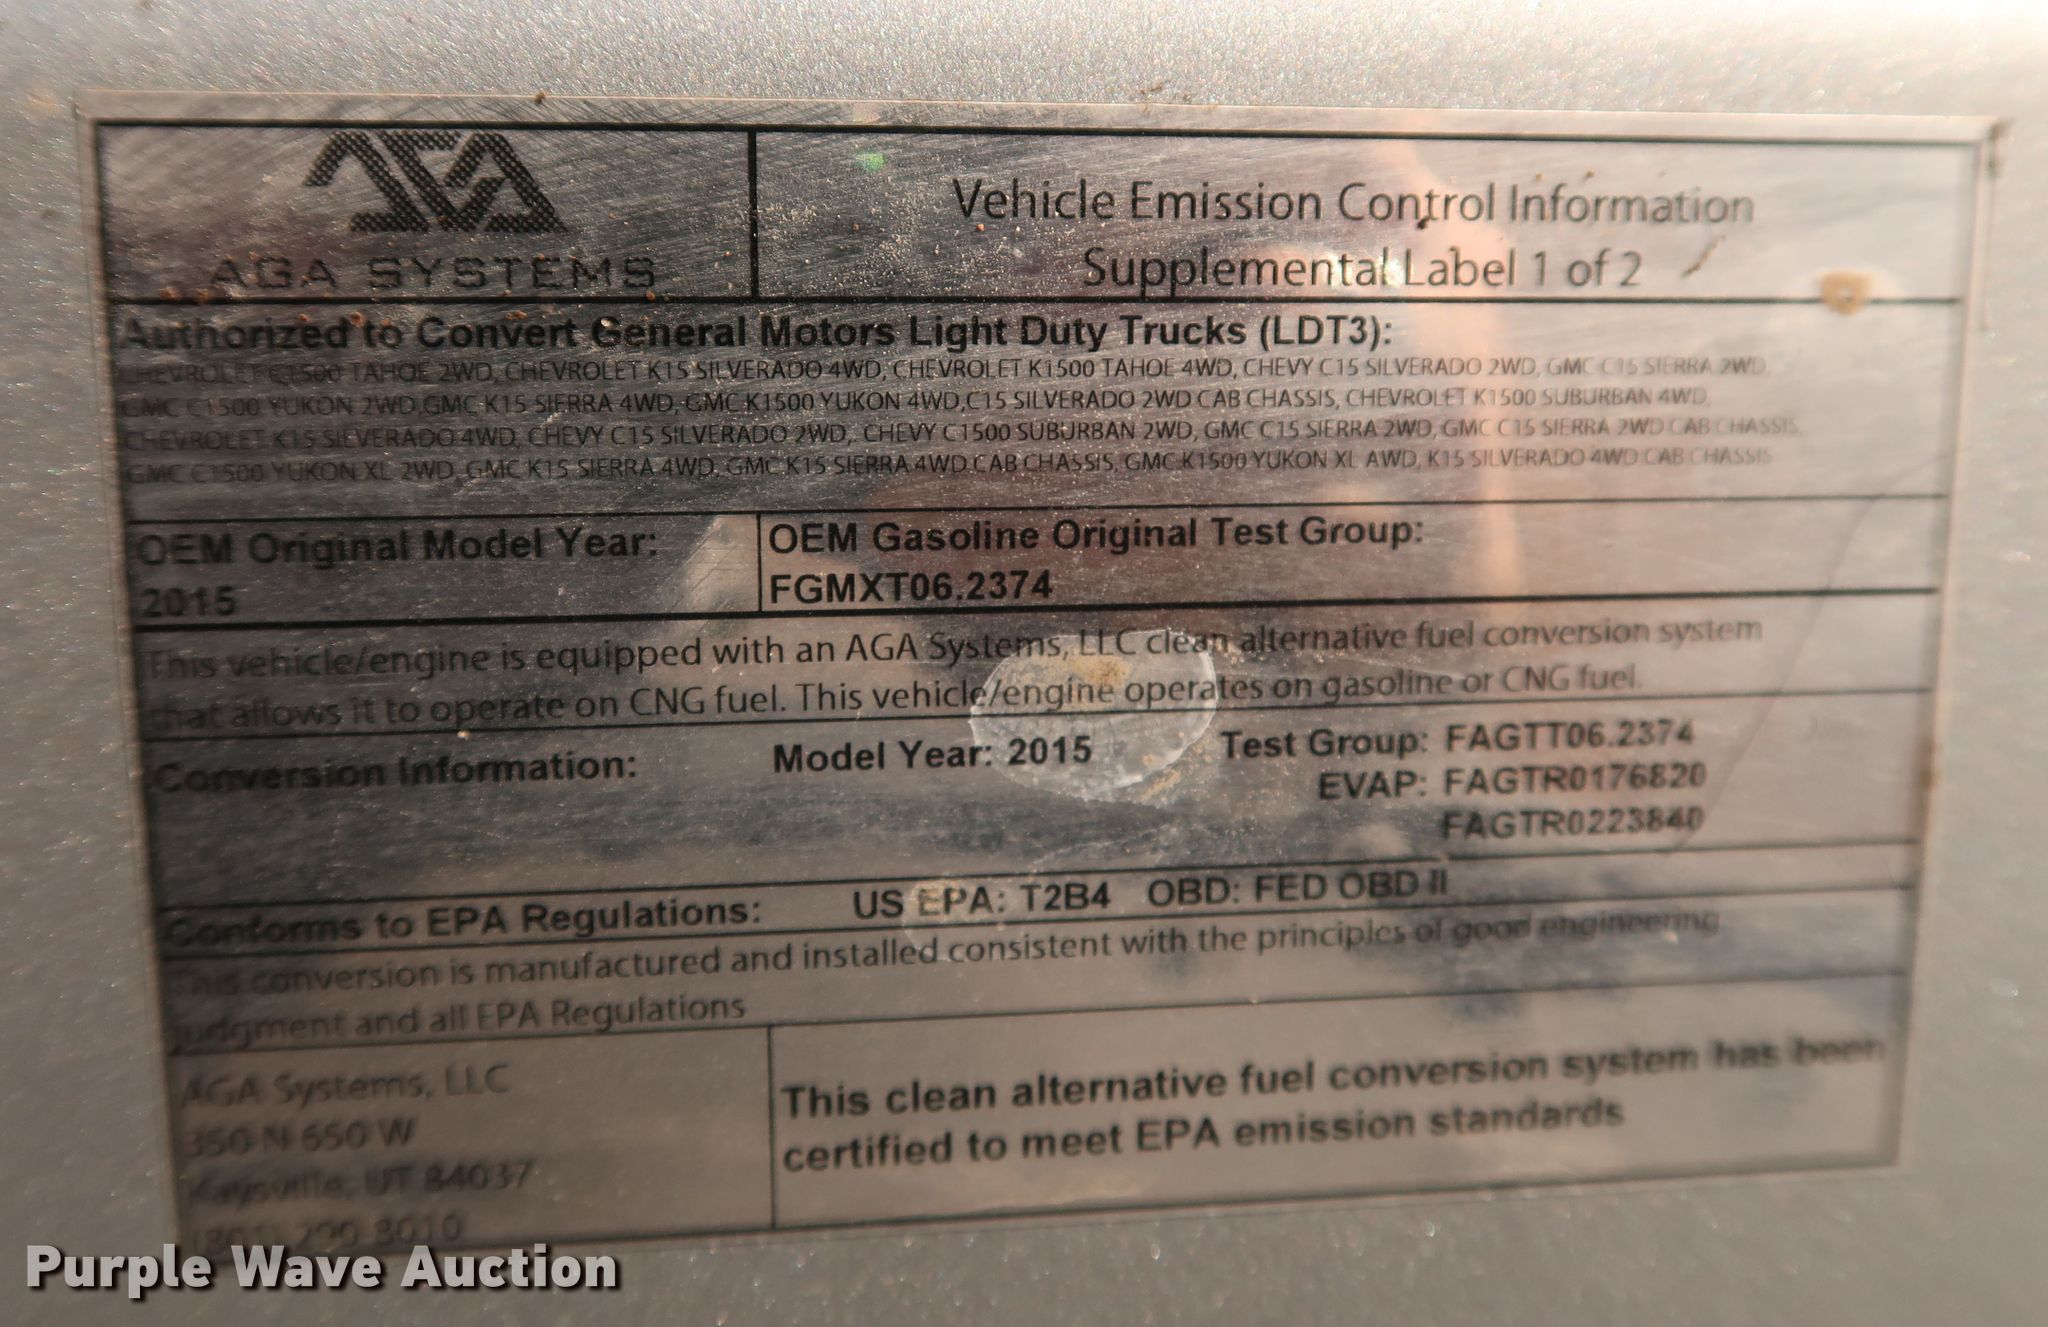 AGA SYSTEMS
Vehicle Emission Control Information
Supplemental Label 1 of 2
Authorized to Convert General Motors Light Duty Trucks (LDT3):
CHEVROLET C1500 TAHOE 2WD, CHEVROLET K15 SILVERADO 4WD, CHEVROLET K1500 TAHOE 4WD, CHEVY C15 SILVERADO 2WD, GMC C15 SIERRA 2WD,
GMC C1500 YUKON 2WD,GMC K15 SIERRA 4WD, GMC K1500 YUKON 4WD,C15 SILVERADO 2WD CAB CHASSIS, CHEVROLET K1500 SUBURBAN 4WD,
CHEVROLET K15 SILVERADO 4WD, CHEVY C15 SILVERADO 2WD, CHEVY C1500 SUBURBAN 2WD, GMC C15 SIERRA 2WD, GMC C15 SIERRA 2WD CAB CHASSIS,
GMC C1500 YUKON XL 2WD, GMC K15 SIERRA 4WD, GMC K15 SIERRA 4WD CAB CHASSIS, GMC K1500 YUKON XL AWD, K15 SILVERADO 4WD CAB CHASSIS
OEM Original Model Year:
2015
OEM Gasoline Original Test Group:
FGMXT06.2374
This vehicle/engine is equipped with an AGA Systems, LLC clean alternative fuel conversion system
that allows it to operate on CNG fuel. This vehicle/engine operates on gasoline or CNG fuel.
Conversion Information: Model Year: 2015 Test Group: FAGTT06.2374
EVAP: FAGTR0176820
FAGTR0223840
Conforms to EPA Regulations: US EPA: T2B4 OBD: FED OBD II
This conversion is manufactured and installed consistent with the principles of good engineering
judgment and all EPA Regulations
AGA Systems, LLC
350 N 650 W
Kaysville, UT 84037
8010
This clean alternative fuel conversion system has been
certified to meet EPA emission standards
Purple Wave Auction